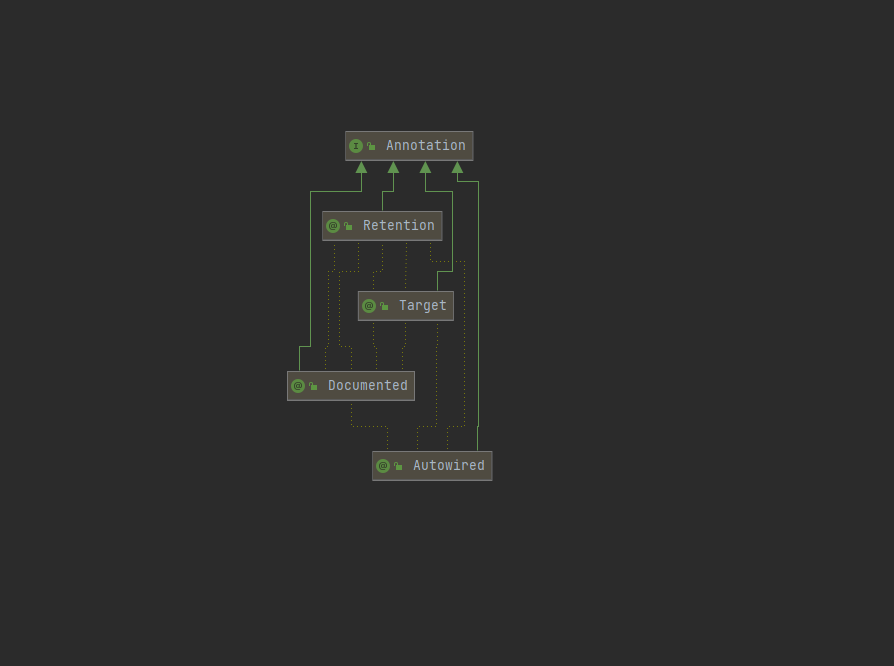 I Annotation
@ Retention
@ Target
@ Documented
@ Autowired